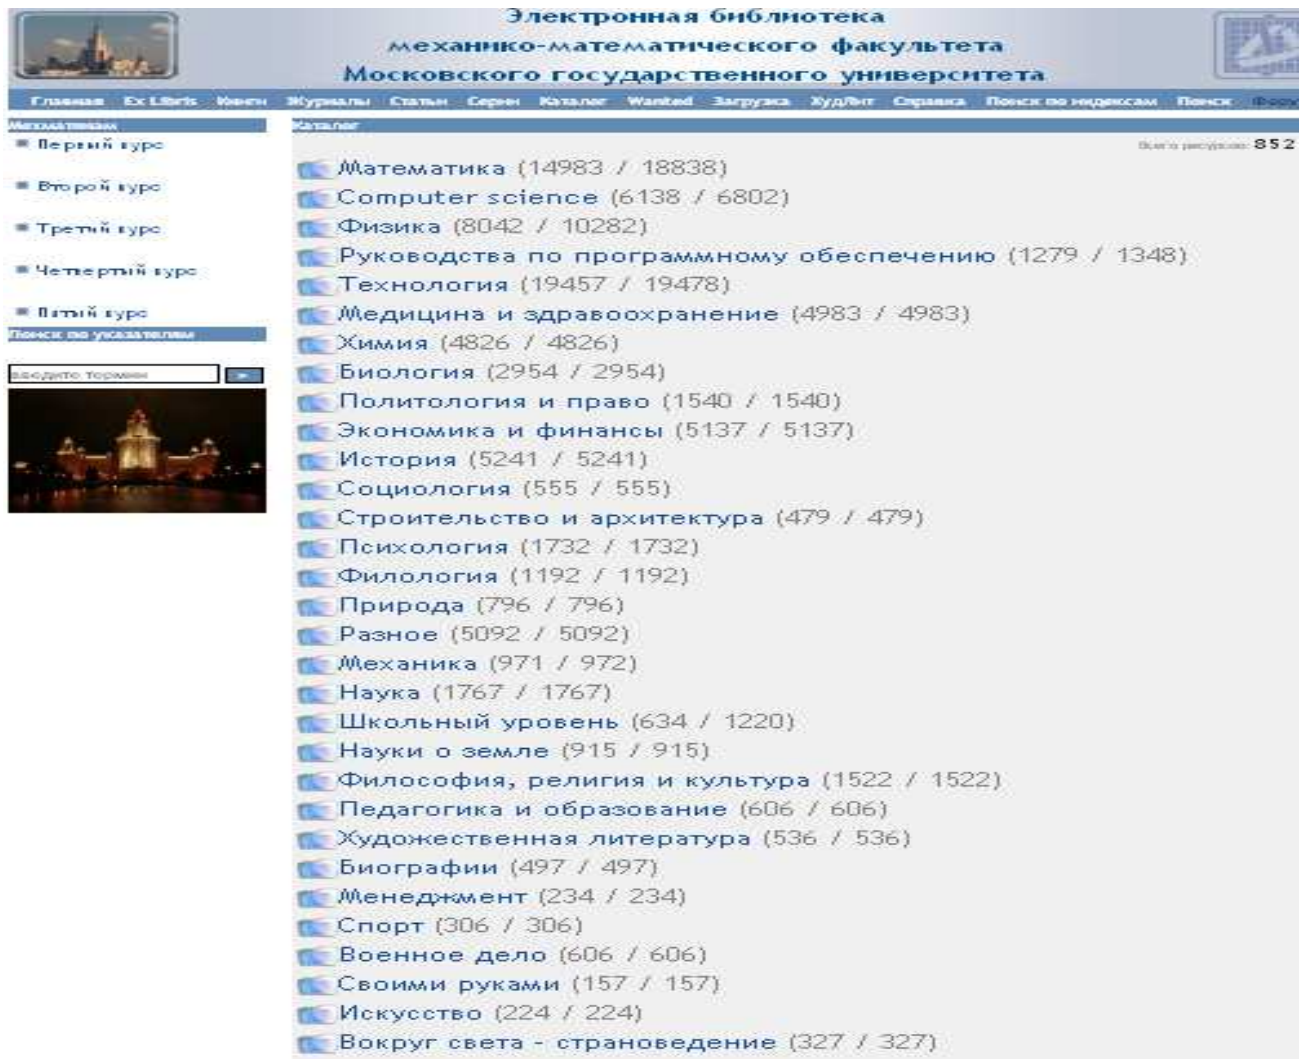 Электронная библиотека
механико-математического факультета
Московского государственного университета
Главная Ex Libris Книги Журналы Статьи Серии Каталог Wanted Загрузка ХудЛит Справка Поиск по индексам Поиск
Мехматянам
Первый курс
Второй курс
Третий курс
Четвертый курс
Пятый курс
Поиск по указателям
введите термин
Каталог
Всего ресурсов: 852
Математика (14983 / 18838)
Computer science (6138 / 6802)
Физика (8042 / 10282)
Руководства по программному обеспечению (1279 / 1348)
Технология (19457 / 19478)
Медицина и здравоохранение (4983 / 4983)
Химия (4826 / 4826)
Биология (2954 / 2954)
Политология и право (1540 / 1540)
Экономика и финансы (5137 / 5137)
История (5241 / 5241)
Социология (555 / 555)
Строительство и архитектура (479 / 479)
Психология (1732 / 1732)
Филология (1192 / 1192)
Природа (796 / 796)
Разное (5092 / 5092)
Механика (971 / 972)
Наука (1767 / 1767)
Школьный уровень (634 / 1220)
Науки о земле (915 / 915)
Философия, религия и культура (1522 / 1522)
Педагогика и образование (606 / 606)
Художественная литература (536 / 536)
Биографии (497 / 497)
Менеджмент (234 / 234)
Спорт (306 / 306)
Военное дело (606 / 606)
Своими руками (157 / 157)
Искусство (224 / 224)
Вокруг света - страноведение (327 / 327)